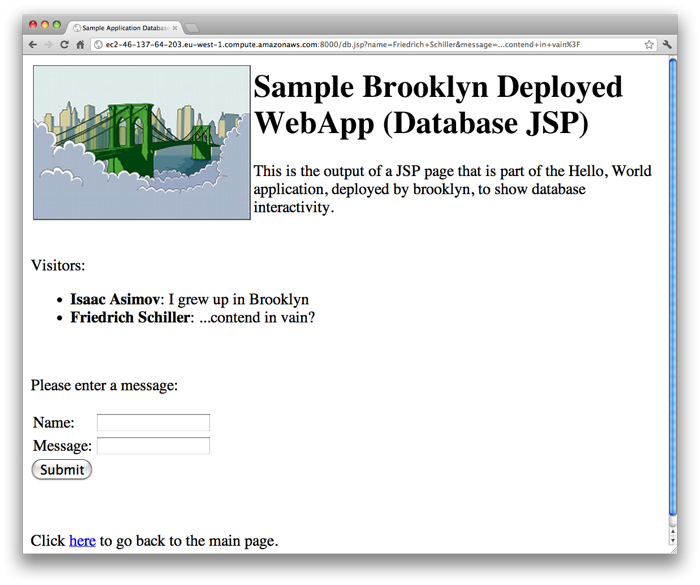 Sample Application Databas
ec2-46-137-64-203.eu-west-1.compute.amazonaws.com:8000/db.jsp?name=Friedrich+Schiller&message=...contend+in+vain%3F
Sample Brooklyn Deployed
WebApp (Database JSP)
This is the output of a JSP page that is part of the Hello, World
application, deployed by brooklyn, to show database
interactivity.
Visitors:
• Isaac Asimov: I grew up in Brooklyn
• Friedrich Schiller: ...contend in vain?
Please enter a message:
Name:
Message:
Submit
Click here to go back to the main page.